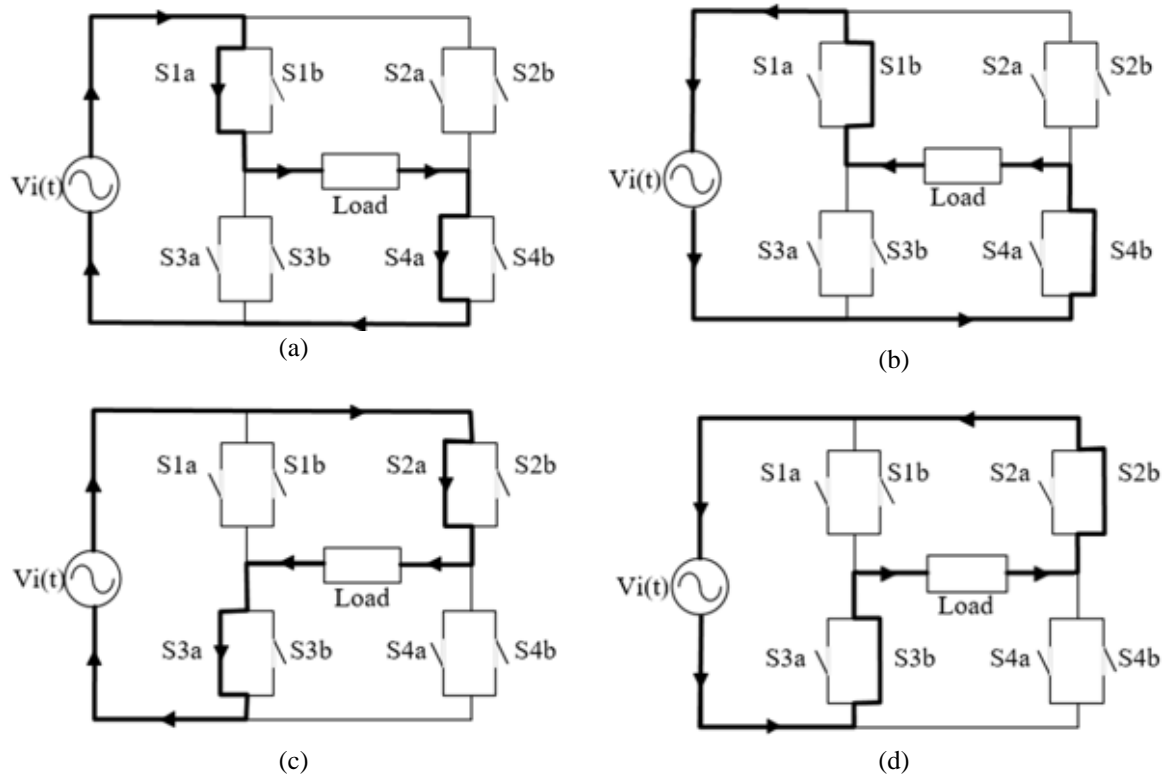 S1a S1b S2a S2b
Vi(t)
Load
S3a S3b S4a S4b
(a)
S1a S1b S2a S2b
Vi(t)
Load
S3a S3b S4a S4b
(b)
S1a S1b S2a S2b
Vi(t)
Load
S3a S3b S4a S4b
(c)
S1a S1b S2a S2b
Vi(t)
Load
S3a S3b S4a S4b
(d)